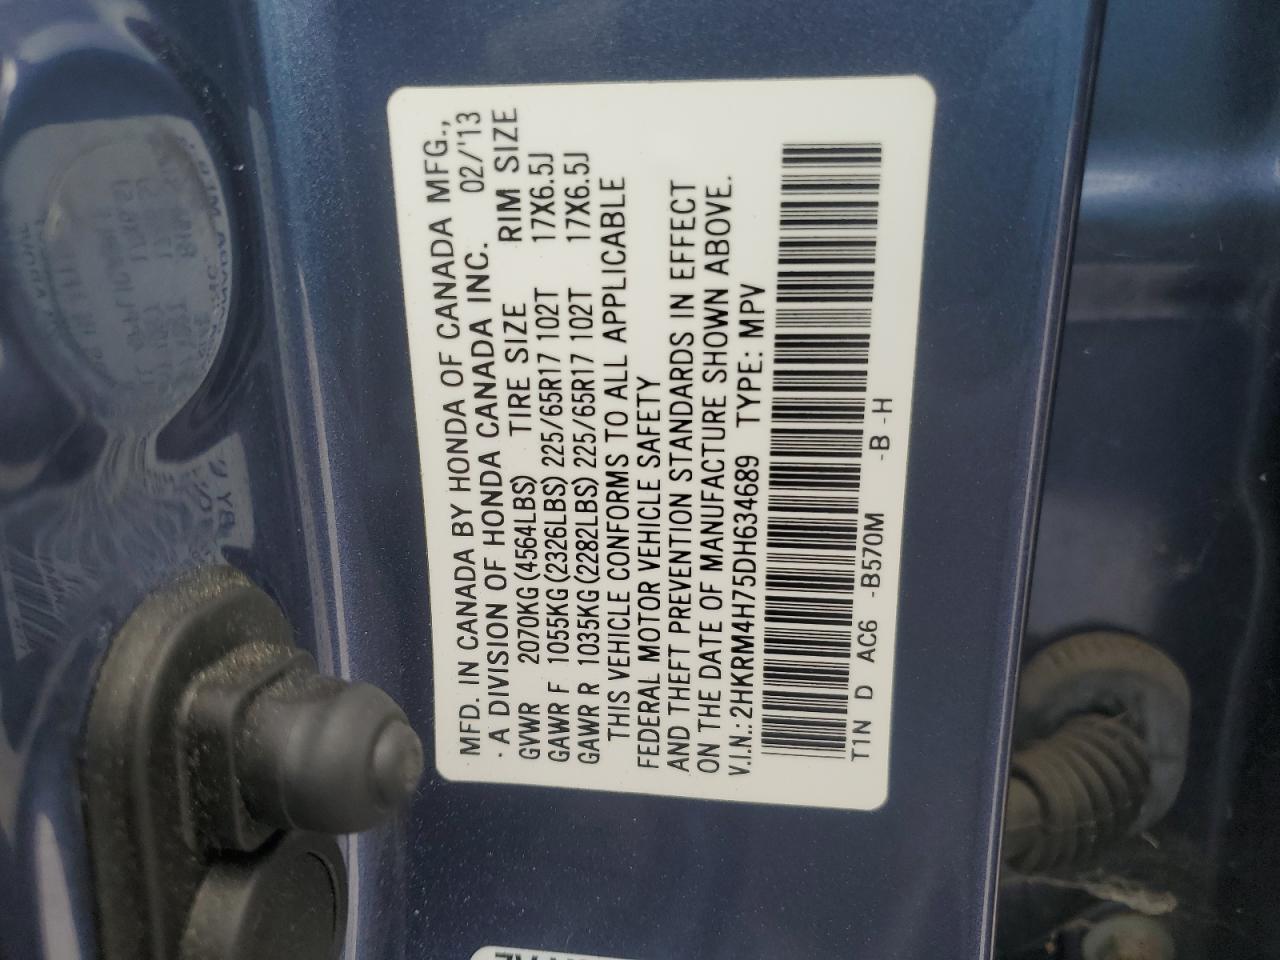 MFD. IN CANADA BY HONDA OF CANADA MFG.,
A DIVISION OF HONDA CANADA INC. 02/'13
GVWR 2070KG(4564LBS) TIRE SIZE RIM SIZE
GAWR F 1055KG(2326LBS) 225/65R17 102T 17X6.5J
GAWR R 1035KG(2282LBS) 225/65R17 102T 17X6.5J
THIS VEHICLE CONFORMS TO ALL APPLICABLE
FEDERAL MOTOR VEHICLE SAFETY
AND THEFT PREVENTION STANDARDS IN EFFECT
ON THE DATE OF MANUFACTURE SHOWN ABOVE.
V.I.N.: 2HKRM4H75DH634689 TYPE: MPV
T1N D AC6 -B570M -B -H